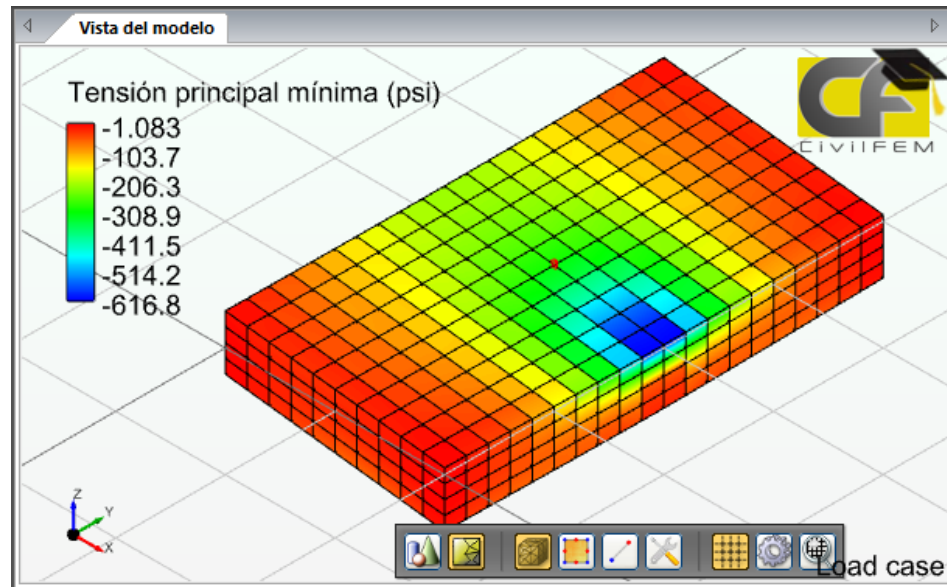 Vista del modelo
Tensión principal mínima (psi)
-1.083
-103.7
-206.3
-308.9
-411.5
-514.2
-616.8
CivilFEM
Z
Y
X
Load case